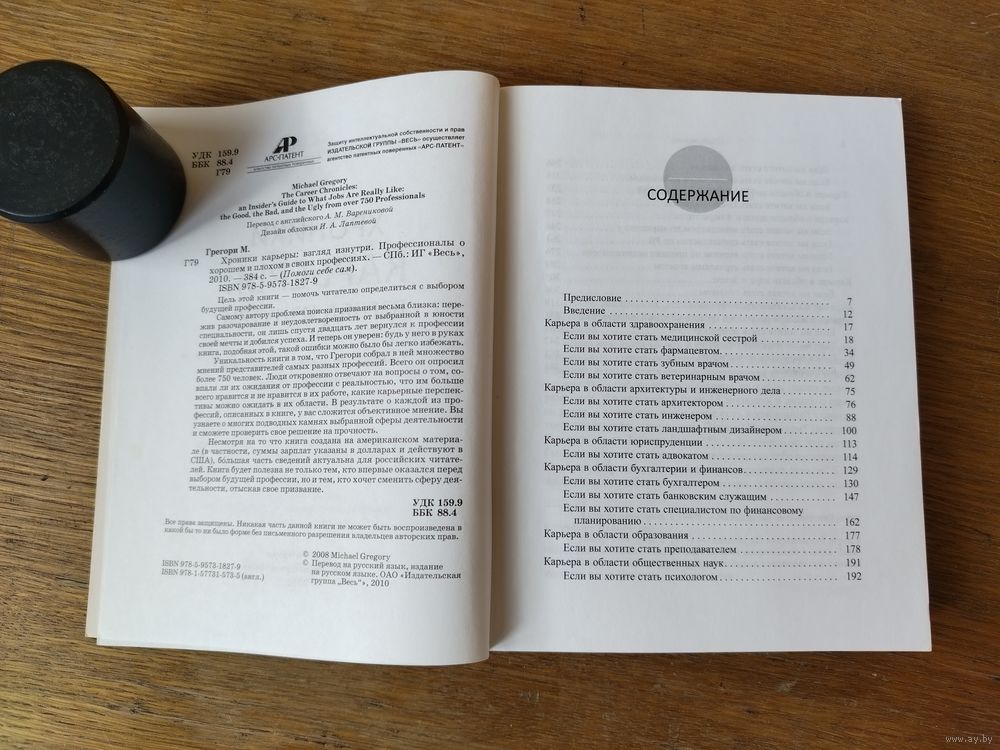 УДК 159.9
ББК 88.4
Г79
АРС-ПАТЕНТ
Защиту интеллектуальной собственности и прав
ИЗДАТЕЛЬСКОЙ ГРУППЫ «ВЕСЬ» осуществляет
агентство патентных поверенных «АРС-ПАТЕНТ»
Michael Gregory
The Career Chronicles:
an Insider's Guide to What Jobs Are Really Like:
the Good, the Bad, and the Ugly from over 750 Professionals
Перевод с английского А. М. Варениковой
Дизайн обложки И. А. Лаптевой
Грегори М.
Г79 Хроники карьеры: взгляд изнутри. Профессионалы о
хорошем и плохом в своих профессиях. — СПб.: ИГ «Весь»,
2010. — 384 с. — (Помоги себе сам).
ISBN 978-5-9573-1827-9
Цель этой книги — помочь читателю определиться с выбором
будущей профессии.
Самому автору проблема поиска призвания весьма близка: пере-
жив разочарование и неудовлетворенность от выбранной в юности
специальности, он лишь спустя двадцать лет вернулся к профессии
своей мечты и добился успеха. И теперь он уверен: будь у него в руках
книга, подобная этой, такой ошибки можно было бы легко избежать.
Уникальность книги в том, что Грегори собрал в ней множество
мнений представителей самых разных профессий. Всего он опросил
более 750 человек. Люди откровенно отвечают на вопросы о том, со-
впали ли их ожидания от профессии с реальностью, что им больше
всего нравится и не нравится в их работе, какие карьерные перспек-
тивы можно ожидать в их области. В результате о каждой из про-
фессий, описанных в книге, у вас сложится объективное мнение. Вы
узнаете о многих подводных камнях выбранной сферы деятельности
и сможете проверить свое решение на прочность.
Несмотря на то что книга создана на американском материа-
ле (в частности, суммы зарплат указаны в долларах и действуют в
США), бо́льшая часть сведений актуальна для российских читате-
лей. Книга будет полезна не только тем, кто впервые оказался перед
выбором будущей профессии, но и тем, кто хочет сменить сферу де-
ятельности, отыскав свое призвание.
УДК 159.9
ББК 88.4
Все права защищены. Никакая часть данной книги не может быть воспроизведена в
какой бы то ни было форме без письменного разрешения владельцев авторских прав.
© 2008 Michael Gregory
© Перевод на русский язык, издание
на русском языке. ОАО «Издательская
группа „Весь“», 2010
ISBN 978-5-9573-1827-9
ISBN 978-1-57731-573-5 (англ.)
СОДЕРЖАНИЕ
Предисловие 7
Введение 12
Карьера в области здравоохранения 17
Если вы хотите стать медицинской сестрой 18
Если вы хотите стать фармацевтом 34
Если вы хотите стать зубным врачом 49
Если вы хотите стать ветеринарным врачом 62
Карьера в области архитектуры и инженерного дела 75
Если вы хотите стать архитектором 76
Если вы хотите стать инженером 88
Если вы хотите стать ландшафтным дизайнером 100
Карьера в области юриспруденции 113
Если вы хотите стать адвокатом 114
Карьера в области бухгалтерии и финансов 129
Если вы хотите стать бухгалтером 130
Если вы хотите стать банковским служащим 147
Если вы хотите стать специалистом по финансовому
планированию 162
Карьера в области образования 177
Если вы хотите стать преподавателем 178
Карьера в области общественных наук 191
Если вы хотите стать психологом 192
www.ay.by